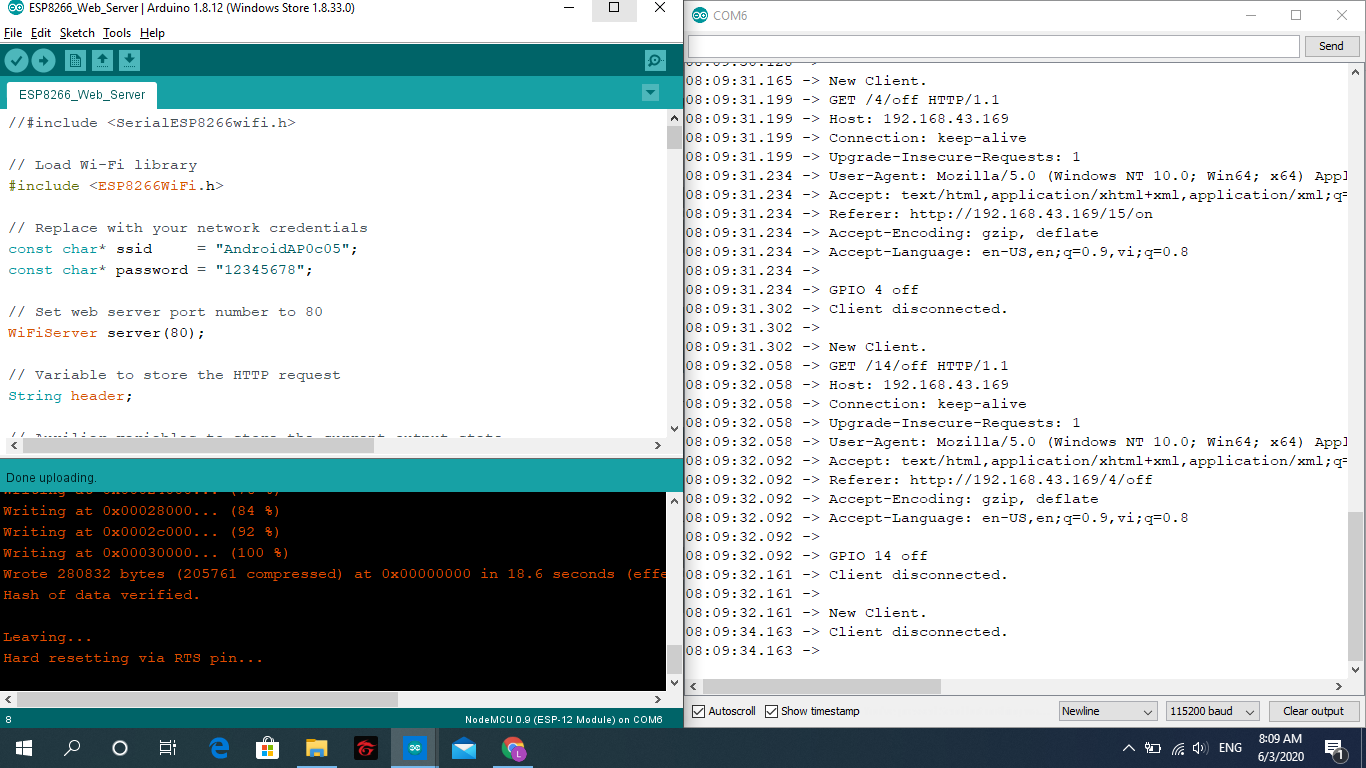 ESP8266_Web_Server | Arduino 1.8.12 (Windows Store 1.8.33.0)
File Edit Sketch Tools Help
ESP8266_Web_Server
//#include <SerialESP8266wifi.h>
// Load Wi-Fi library
#include <ESP8266WiFi.h>
// Replace with your network credentials
const char* ssid     = "AndroidAP0c05";
const char* password = "12345678";
// Set web server port number to 80
WiFiServer server(80);
// Variable to store the HTTP request
String header;
Done uploading.
Writing at 0x00028000... (84 %)
Writing at 0x0002c000... (92 %)
Writing at 0x00030000... (100 %)
Wrote 280832 bytes (205761 compressed) at 0x00000000 in 18.6 seconds (effe
Hash of data verified.
Leaving...
Hard resetting via RTS pin...
8
NodeMCU 0.9 (ESP-12 Module) on COM6
COM6
Send
08:09:31.165 -> New Client.
08:09:31.199 -> GET /4/off HTTP/1.1
08:09:31.199 -> Host: 192.168.43.169
08:09:31.199 -> Connection: keep-alive
08:09:31.199 -> Upgrade-Insecure-Requests: 1
08:09:31.234 -> User-Agent: Mozilla/5.0 (Windows NT 10.0; Win64; x64) Appl
08:09:31.234 -> Accept: text/html,application/xhtml+xml,application/xml;q=
08:09:31.234 -> Referer: http://192.168.43.169/15/on
08:09:31.234 -> Accept-Encoding: gzip, deflate
08:09:31.234 -> Accept-Language: en-US,en;q=0.9,vi;q=0.8
08:09:31.234 ->
08:09:31.234 -> GPIO 4 off
08:09:31.302 -> Client disconnected.
08:09:31.302 ->
08:09:31.302 -> New Client.
08:09:32.058 -> GET /14/off HTTP/1.1
08:09:32.058 -> Host: 192.168.43.169
08:09:32.058 -> Connection: keep-alive
08:09:32.058 -> Upgrade-Insecure-Requests: 1
08:09:32.058 -> User-Agent: Mozilla/5.0 (Windows NT 10.0; Win64; x64) Appl
08:09:32.092 -> Accept: text/html,application/xhtml+xml,application/xml;q=
08:09:32.092 -> Referer: http://192.168.43.169/4/off
08:09:32.092 -> Accept-Encoding: gzip, deflate
08:09:32.092 -> Accept-Language: en-US,en;q=0.9,vi;q=0.8
08:09:32.092 ->
08:09:32.092 -> GPIO 14 off
08:09:32.161 -> Client disconnected.
08:09:32.161 ->
08:09:32.161 -> New Client.
08:09:34.163 -> Client disconnected.
08:09:34.163 ->
Autoscroll Show timestamp Newline 115200 baud Clear output
L
ENG
8:09 AM
6/3/2020
1